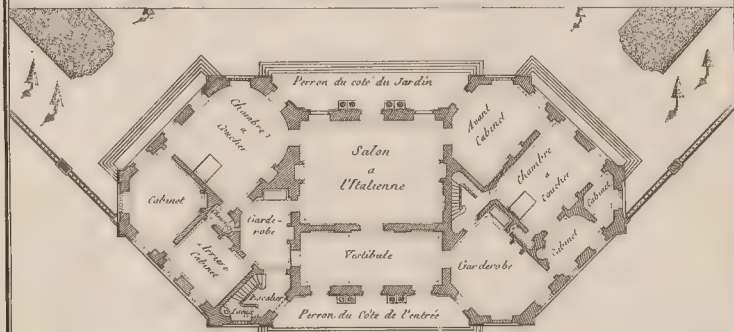 Perron du coté du Jardin
Chambre
a
coucher
Avant
Cabinet
Salon
a
l'Italienne
Chambre
a
Coucher
Cabinet
Cabinet
Garde-
robe
Arriere
Cabinet
Vestibule
Garderobe
Cabinet
Escalier
Perron du Côte de l'entrée